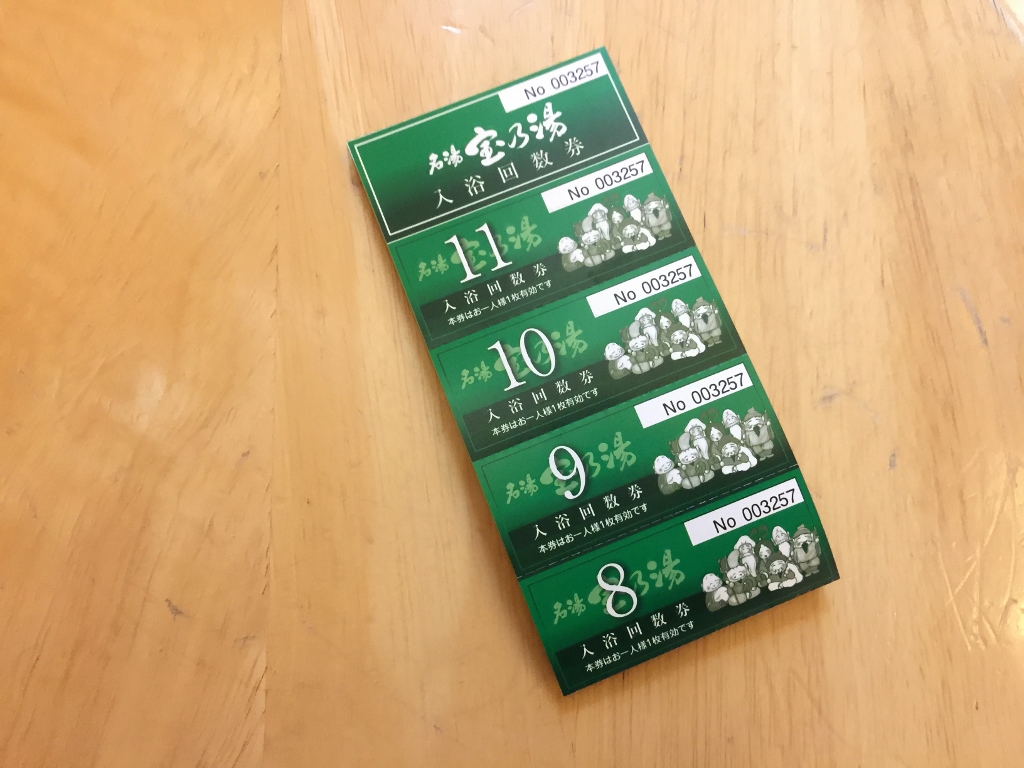 No 003257
名湯 宝乃湯
入浴回数券
No 003257
名湯 宝乃湯
11
入浴回数券
本券はお一人様1枚有効です
No 003257
名湯 宝乃湯
10
入浴回数券
本券はお一人様1枚有効です
No 003257
名湯 宝乃湯
9
入浴回数券
本券はお一人様1枚有効です
No 003257
名湯 宝乃湯
8
入浴回数券
本券はお一人様1枚有効です